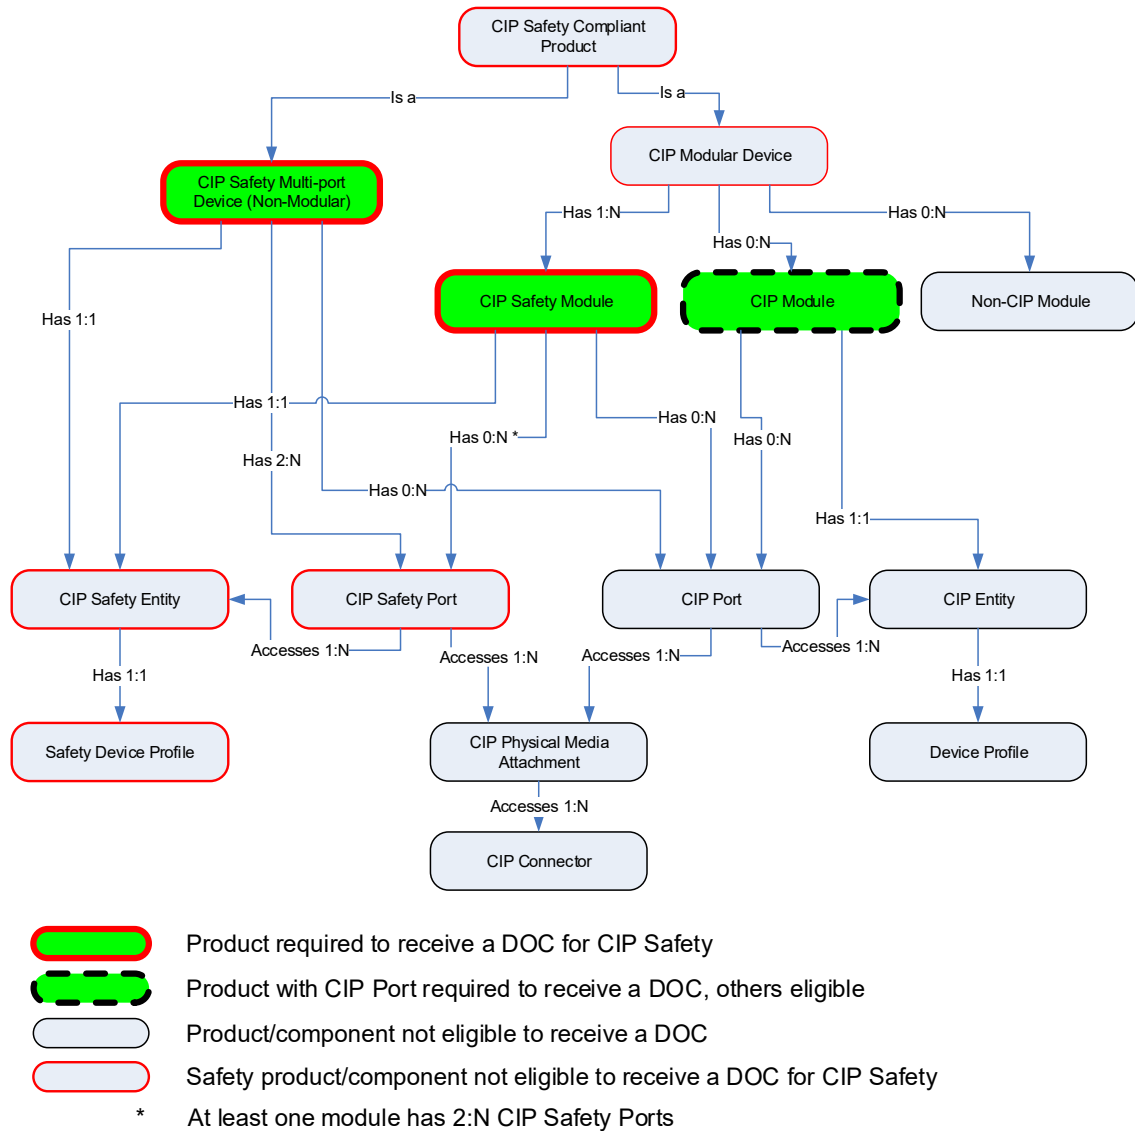 CIP Safety Compliant
Product
Is a
Is a
CIP Modular Device
CIP Safety Multi-port
Device (Non-Modular)
Has 1:N
Has 0:N
Has 0:N
CIP Safety Module
CIP Module
Non-CIP Module
Has 1:1
Has 1:1
Has 0:N
Has 0:N *
Has 0:N
Has 2:N
Has 0:N
Has 1:1
CIP Safety Entity
CIP Safety Port
CIP Port
CIP Entity
Accesses 1:N
Accesses 1:N
Accesses 1:N
Accesses 1:N
Has 1:1
Has 1:1
Safety Device Profile
CIP Physical Media
Attachment
Device Profile
Accesses 1:N
CIP Connector
Product required to receive a DOC for CIP Safety
Product with CIP Port required to receive a DOC, others eligible
Product/component not eligible to receive a DOC
Safety product/component not eligible to receive a DOC for CIP Safety
* At least one module has 2:N CIP Safety Ports